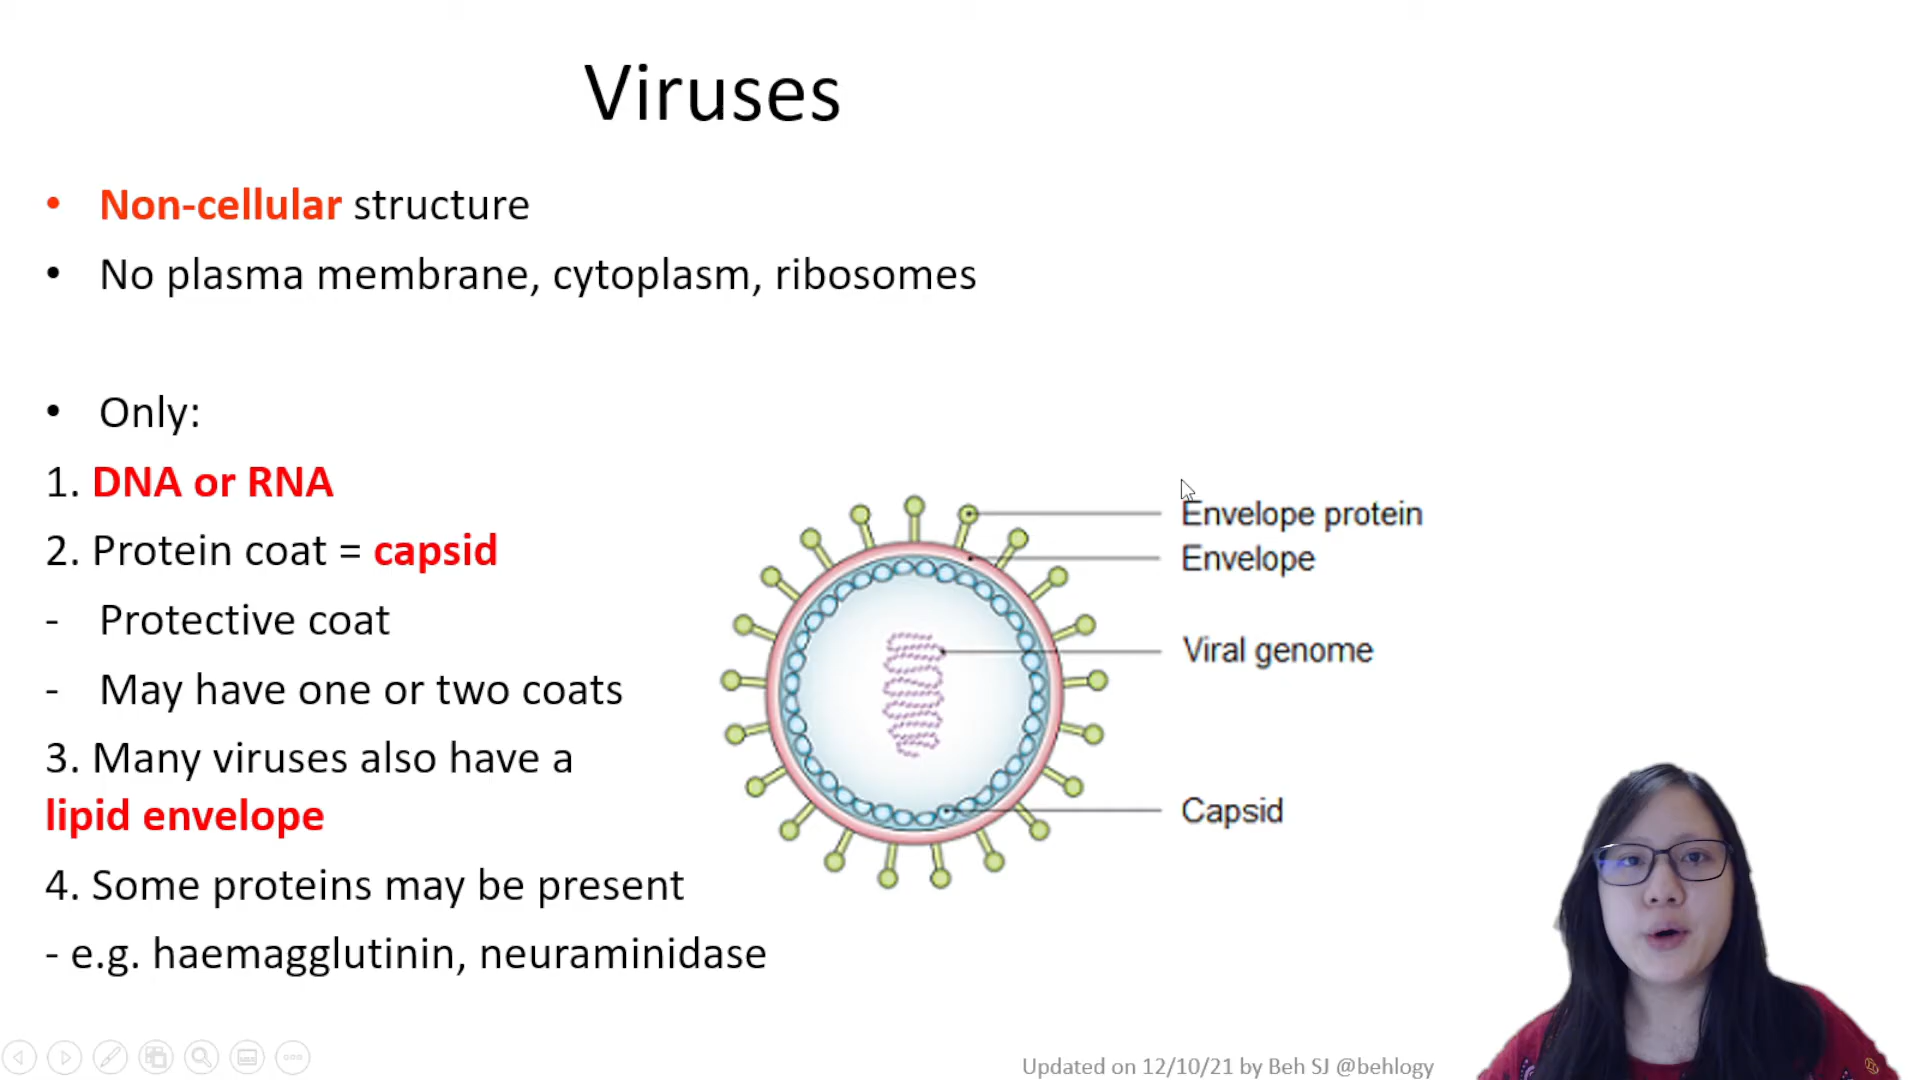 Viruses
• Non-cellular structure
• No plasma membrane, cytoplasm, ribosomes
• Only:
1. DNA or RNA
2. Protein coat = capsid
- Protective coat
- May have one or two coats
3. Many viruses also have a
lipid envelope
4. Some proteins may be present
- e.g. haemagglutinin, neuraminidase
Envelope protein
Envelope
Viral genome
Capsid
Updated on 12/10/21 by Beh SJ @behlogy